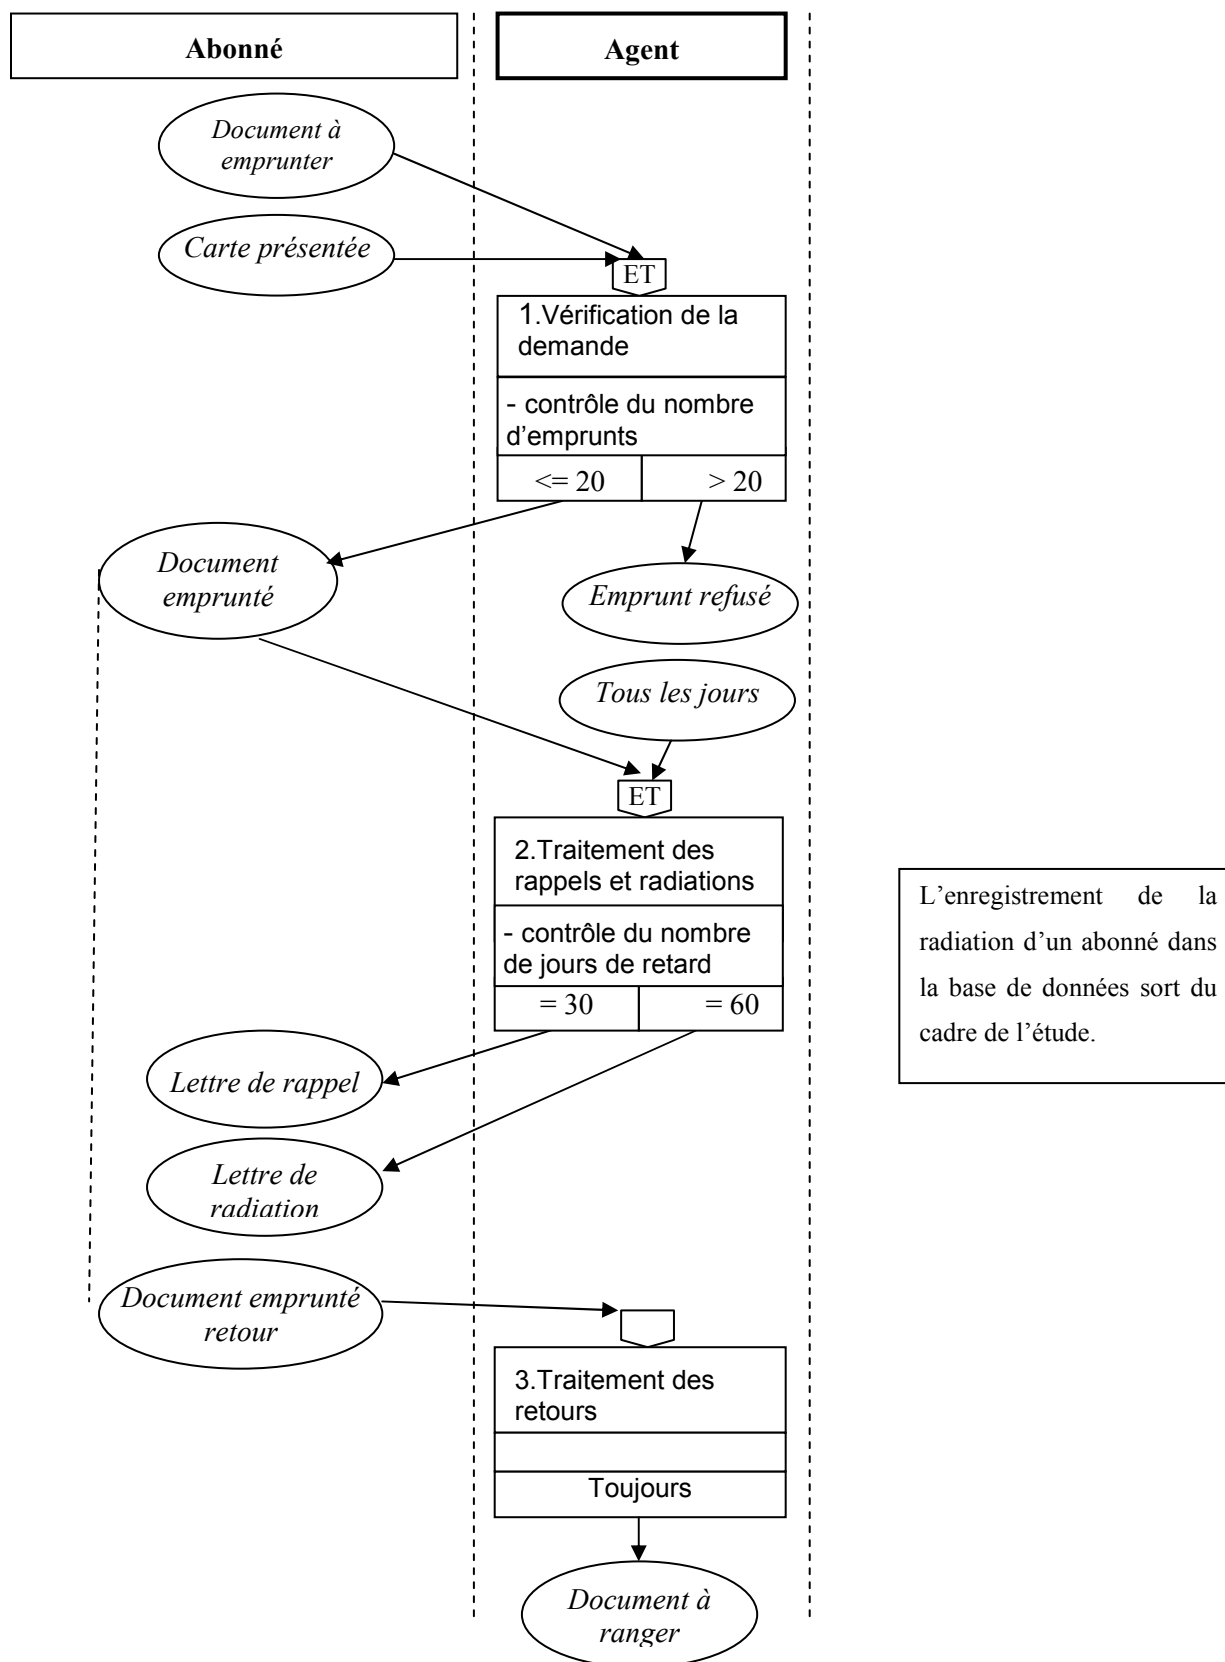 Abonné
Agent
Document à
emprunter
Carte présentée
ET
1.Vérification de la
demande
- contrôle du nombre
d’emprunts
<= 20
> 20
Document
emprunté
Emprunt refusé
Tous les jours
ET
2.Traitement des
rappels et radiations
- contrôle du nombre
de jours de retard
= 30
= 60
L’enregistrement de la
radiation d’un abonné dans
la base de données sort du
cadre de l’étude.
Lettre de rappel
Lettre de
radiation
Document emprunté
retour
3.Traitement des
retours
Toujours
Document à
ranger